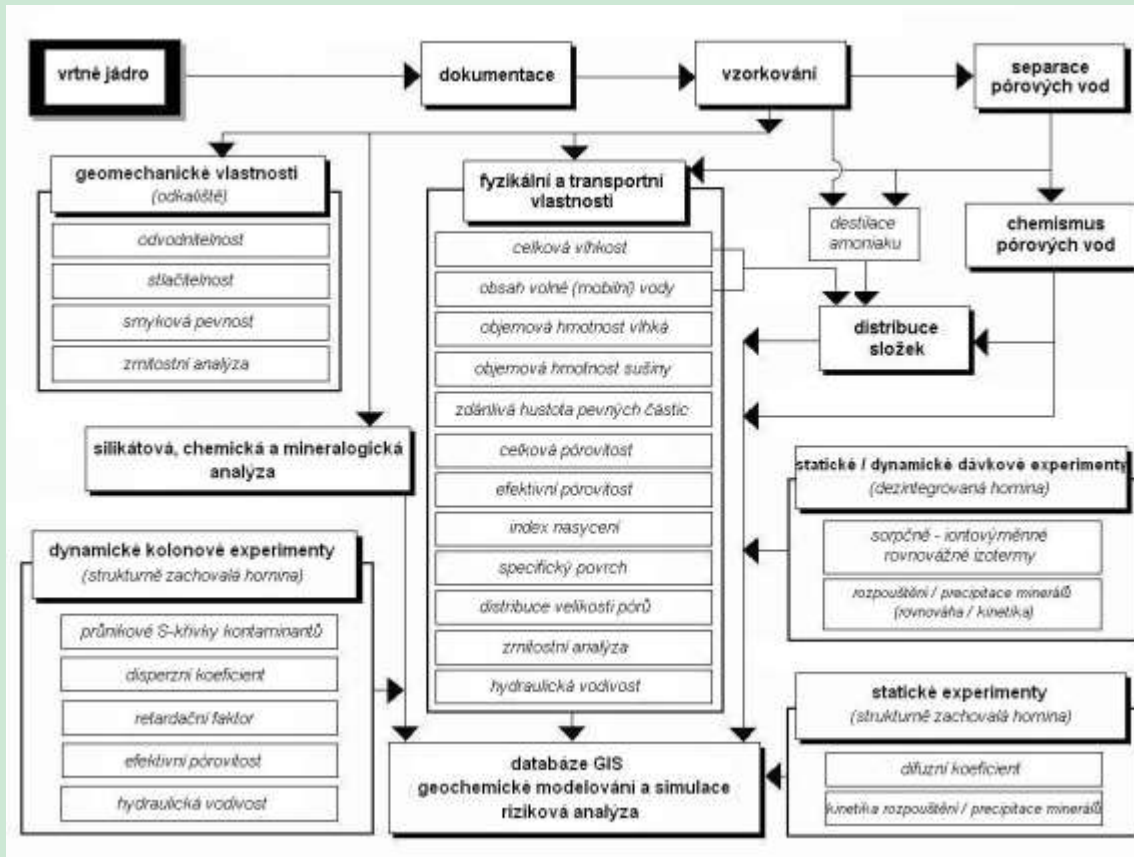 vrtné jádro
dokumentace
vzorkování
separace
pórových vod
geomechanické vlastnosti
(odkaliště)
odvodnitelnost
stlačitelnost
smyková pevnost
zrnitostní analýza
fyzikální a transportní
vlastnosti
celková vlhkost
obsah volné (mobilní) vody
objemová hmotnost vlhká
objemová hmotnost sušiny
zdánlivá hustota pevných částic
celková pórovitost
efektivní pórovitost
index nasycení
specifický povrch
distribuce velikosti pórů
zrnitostní analýza
hydraulická vodivost
destilace
amoniaku
chemismus
pórových vod
distribuce
složek
silikátová, chemická a mineralogická
analýza
statické / dynamické dávkové experimenty
(dezintegrovaná hornina)
sorpčně - iontovýměnné
rovnovážné izotermy
rozpouštění / precipitace minerálů
(rovnováha / kinetika)
dynamické kolonové experimenty
(strukturně zachovalá hornina)
průnikové S-křivky kontaminantů
disperzní koeficient
retardační faktor
efektivní pórovitost
hydraulická vodivost
statické experimenty
(strukturně zachovalá hornina)
difuzní koeficient
kinetika rozpouštění / precipitace minerálů
databáze GIS
geochemické modelování a simulace
riziková analýza